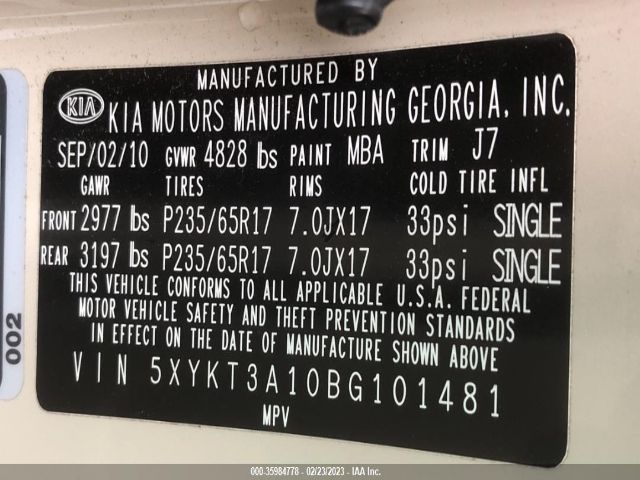 MANUFACTURED BY
KIA KIA MOTORS MANUFACTURING GEORGIA, INC.
SEP/02/10 GVWR 4828 lbs PAINT MBA TRIM J7
GAWR TIRES RIMS COLD TIRE INFL
FRONT 2977 lbs P235/65R17 7.0JX17 33psi SINGLE
REAR 3197 lbs P235/65R17 7.0JX17 33psi SINGLE
THIS VEHICLE CONFORMS TO ALL APPLICABLE U.S.A. FEDERAL
MOTOR VEHICLE SAFETY AND THEFT PREVENTION STANDARDS
IN EFFECT ON THE DATE OF MANUFACTURE SHOWN ABOVE
VIN 5XYKT3A10BG101481
MPV
002
000-35984778 - 02/23/2023 - IAA Inc.